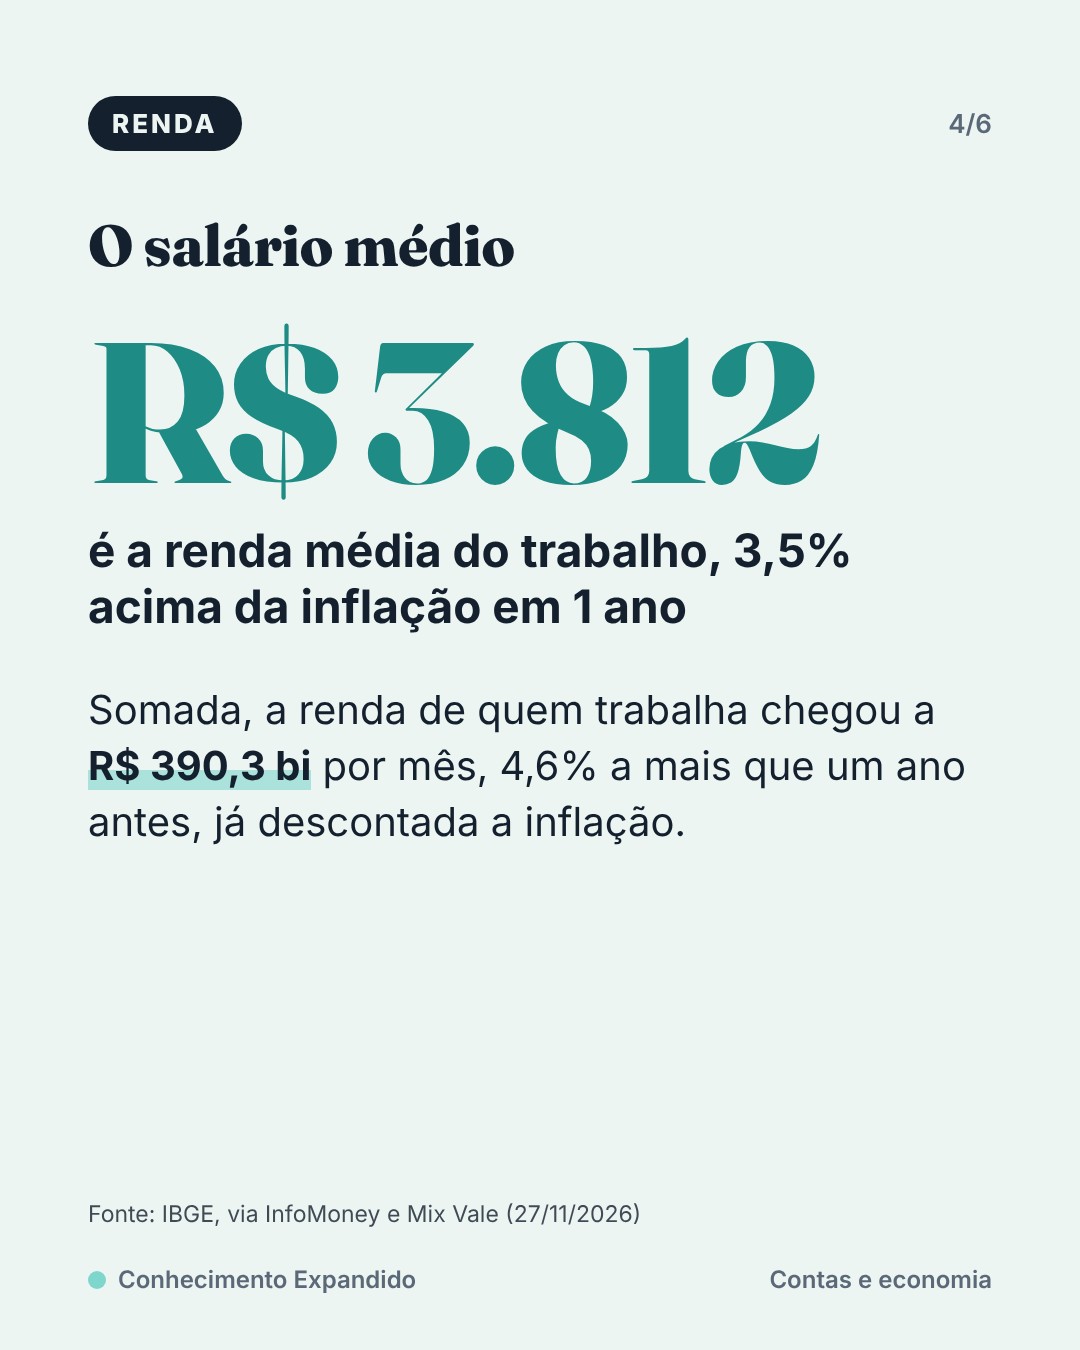 RENDA
4/6
O salário médio
R$ 3.812
é a renda média do trabalho, 3,5%
acima da inflação em 1 ano
Somada, a renda de quem trabalha chegou a
R$ 390,3 bi por mês, 4,6% a mais que um ano
antes, já descontada a inflação.
Fonte: IBGE, via InfoMoney e Mix Vale (27/11/2026)
Conhecimento Expandido
Contas e economia